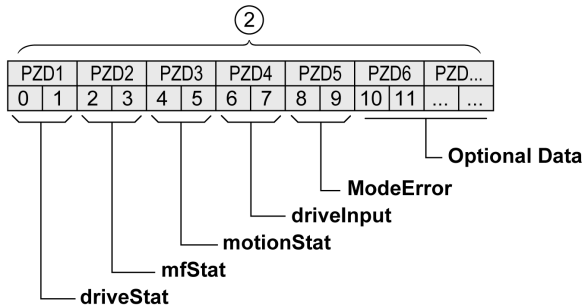 2
PZD1 PZD2 PZD3 PZD4 PZD5 PZD6 PZD...
0 1 2 3 4 5 6 7 8 9 10 11 ... ...
Optional Data
ModeError
driveInput
motionStat
mfStat
driveStat